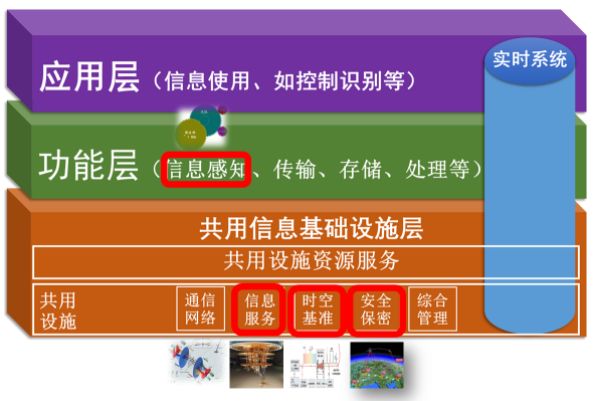 实时系统
应用层（信息使用、如控制识别等）
功能层（信息感知、传输、存储、处理等）
共用信息基础设施层
共用设施资源服务
共用
设施
通信
网络
信息
服务
时空
基准
安全
保密
综合
管理